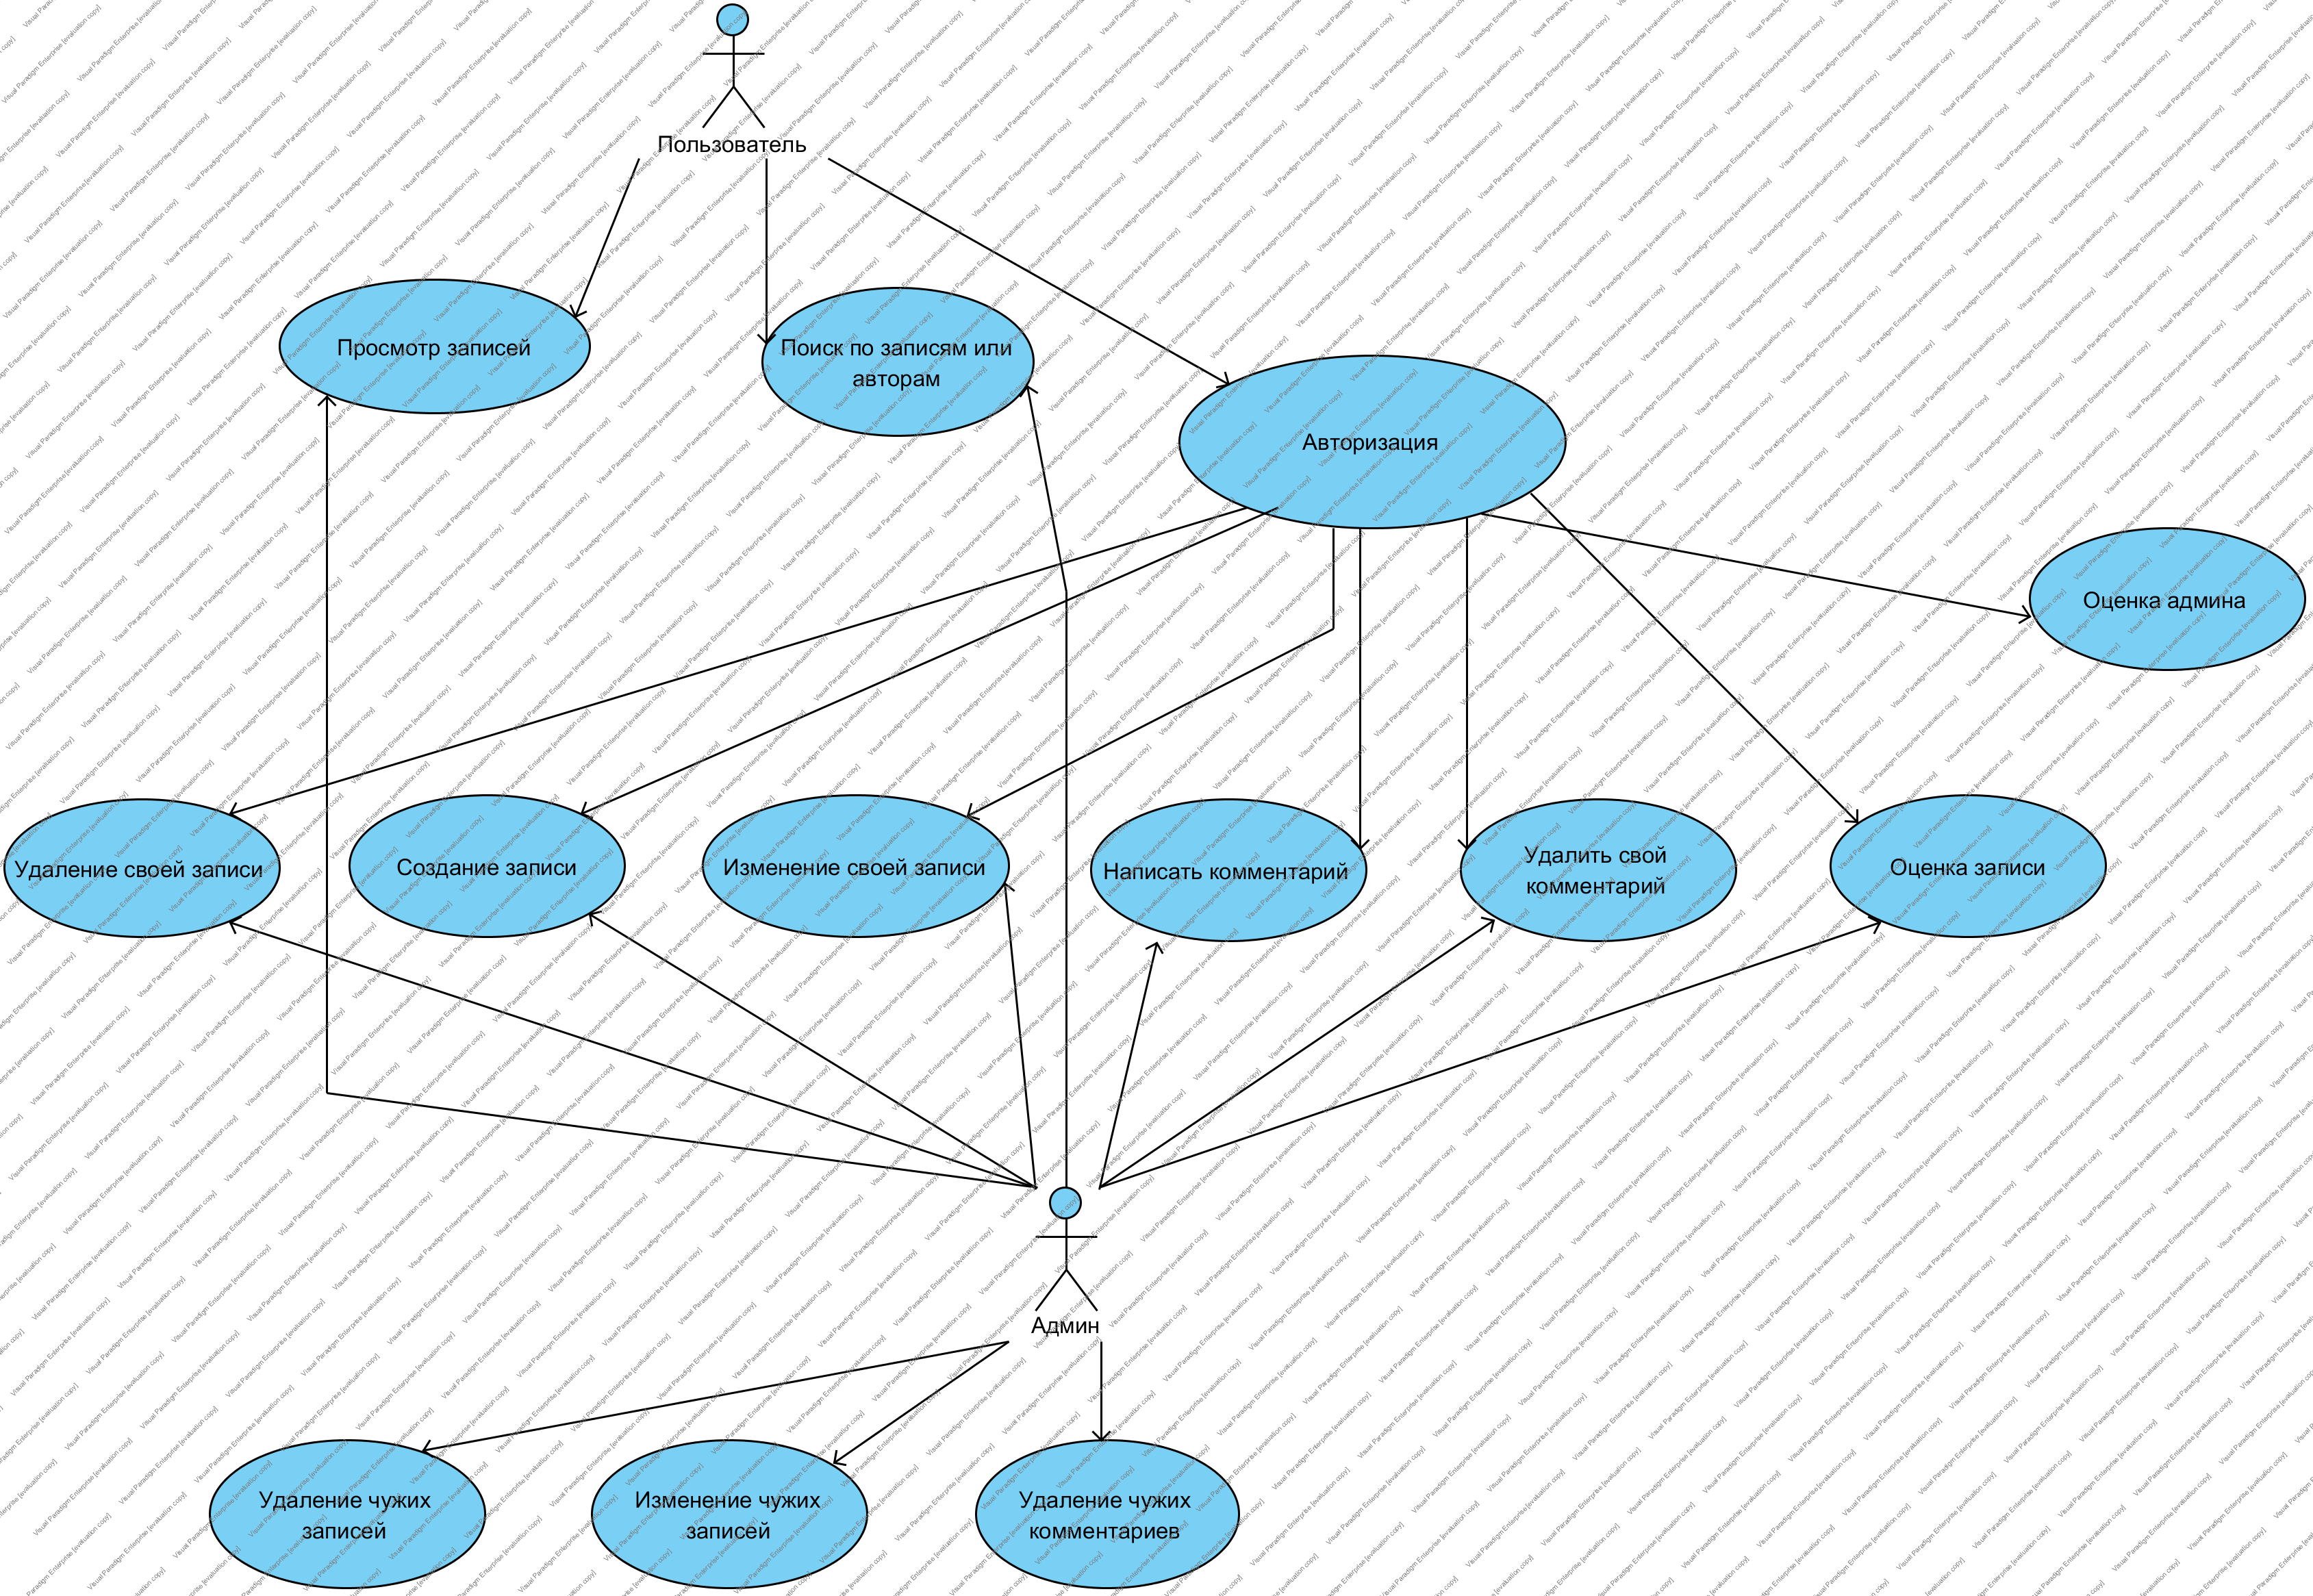 Пользователь
Просмотр записей
Поиск по записям или
авторам
Авторизация
Оценка админа
Удаление своей записи
Создание записи
Изменение своей записи
Написать комментарий
Удалить свой
комментарий
Оценка записи
Админ
Удаление чужих
записей
Изменение чужих
записей
Удаление чужих
комментариев
Visual Paradigm Enterprise [evaluation copy]